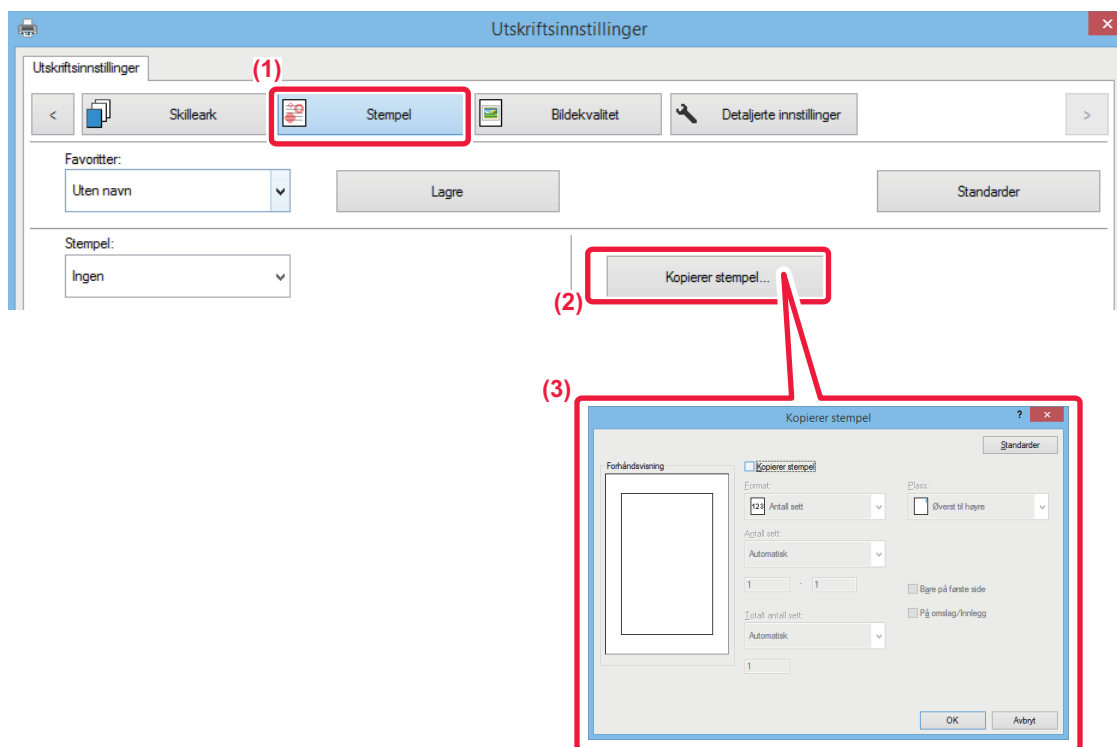 Utskriftsinnstillinger
×
Utskriftsinnstillinger
(1)
<
Skilleark
Stempel
Bildekvalitet
Detaljerte innstillinger
>
Favoritter:
Uten navn
Lagre
Standarder
Stempel:
Ingen
Kopierer stempel...
(2)
(3)
Kopierer stempel
? ×
Standarder
Forhåndsvisning
Kopierer stempel
Format:
Plass.:
123 Antall sett
Øverst til høyre
Antall sett:
Automatisk
1 - 1
Bare på første side
Totalt antall sett:
På omslag/Innlegg
Automatisk
1
OK
Avbryt